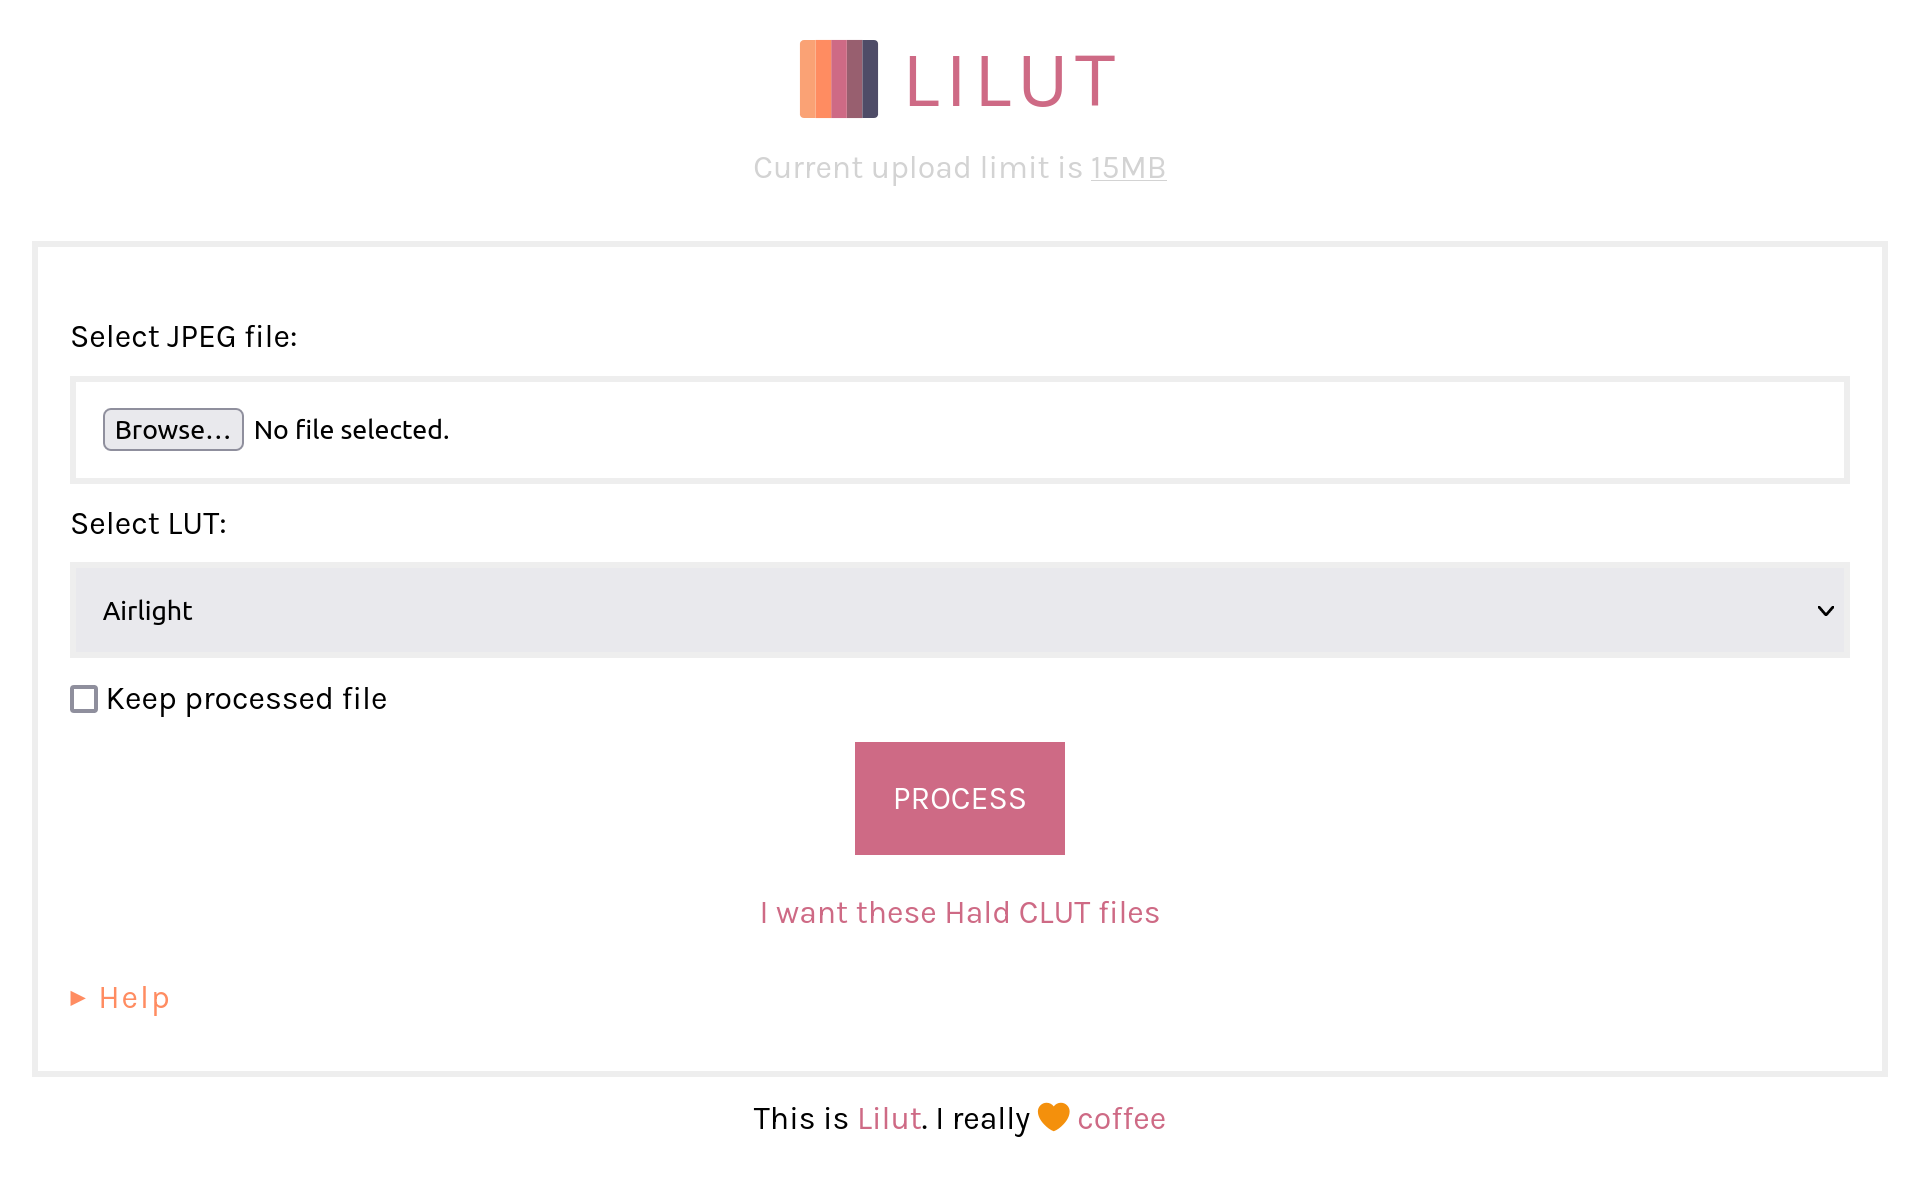 LILUT
Current upload limit is 15MB
Select JPEG file:
Browse... No file selected.
Select LUT:
Airlight
Keep processed file
PROCESS
I want these Hald CLUT files
Help
This is Lilut. I really 🧡 coffee